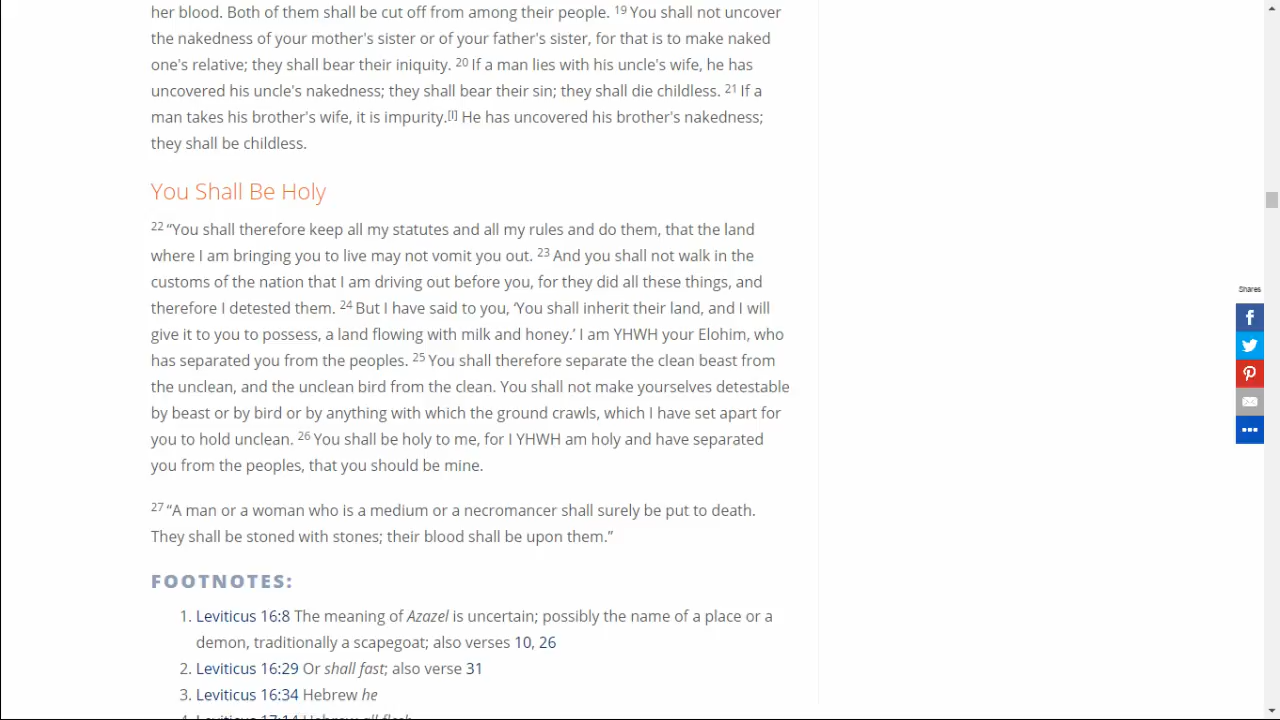 her blood. Both of them shall be cut off from among their people. 19 You shall not uncover
the nakedness of your mother's sister or of your father's sister, for that is to make naked
one's relative; they shall bear their iniquity. 20 If a man lies with his uncle's wife, he has
uncovered his uncle's nakedness; they shall bear their sin; they shall die childless. 21 If a
man takes his brother's wife, it is impurity.[l] He has uncovered his brother's nakedness;
they shall be childless.
You Shall Be Holy
22 “You shall therefore keep all my statutes and all my rules and do them, that the land
where I am bringing you to live may not vomit you out. 23 And you shall not walk in the
customs of the nation that I am driving out before you, for they did all these things, and
therefore I detested them. 24 But I have said to you, ‘You shall inherit their land, and I will
give it to you to possess, a land flowing with milk and honey.’ I am YHWH your Elohim, who
has separated you from the peoples. 25 You shall therefore separate the clean beast from
the unclean, and the unclean bird from the clean. You shall not make yourselves detestable
by beast or by bird or by anything with which the ground crawls, which I have set apart for
you to hold unclean. 26 You shall be holy to me, for I YHWH am holy and have separated
you from the peoples, that you should be mine.
27 “A man or a woman who is a medium or a necromancer shall surely be put to death.
They shall be stoned with stones; their blood shall be upon them.”
FOOTNOTES:
1. Leviticus 16:8 The meaning of Azazel is uncertain; possibly the name of a place or a
demon, traditionally a scapegoat; also verses 10, 26
2. Leviticus 16:29 Or shall fast; also verse 31
3. Leviticus 16:34 Hebrew he
4. Leviticus 17:14 Hebrew all flesh
Shares